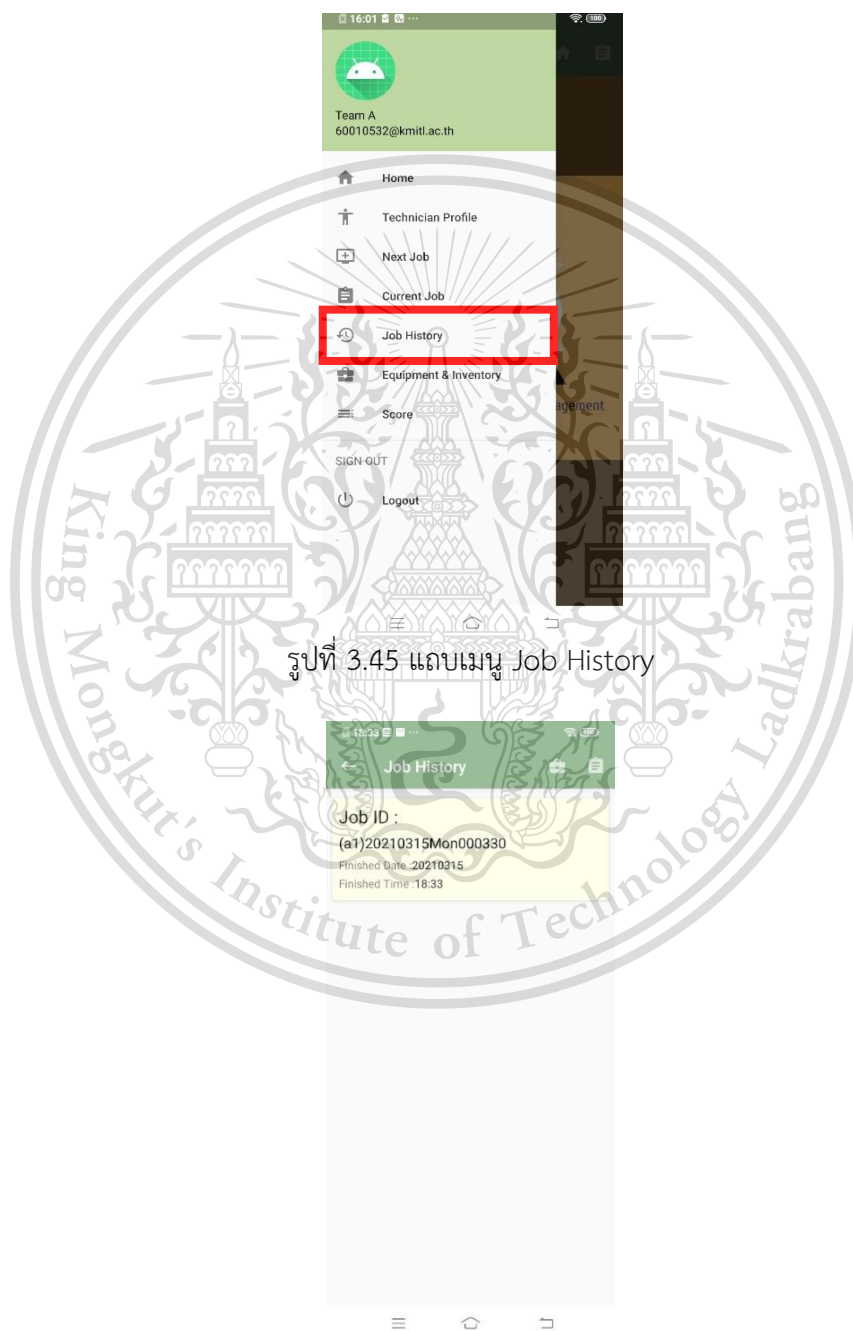 16:01
100
Team A
60010532@kmitl.ac.th
Home
Technician Profile
Next Job
Current Job
Job History
Equipment & Inventory
agement
Score
SIGN OUT
Logout
รูปที่ 3.45 แถบเมนู Job History
18:33
100
Job History
Job ID :
(a1)20210315Mon000330
Finished Date :20210315
Finished Time :18:33
King Mongkut's Institute of Technology Ladkrabang